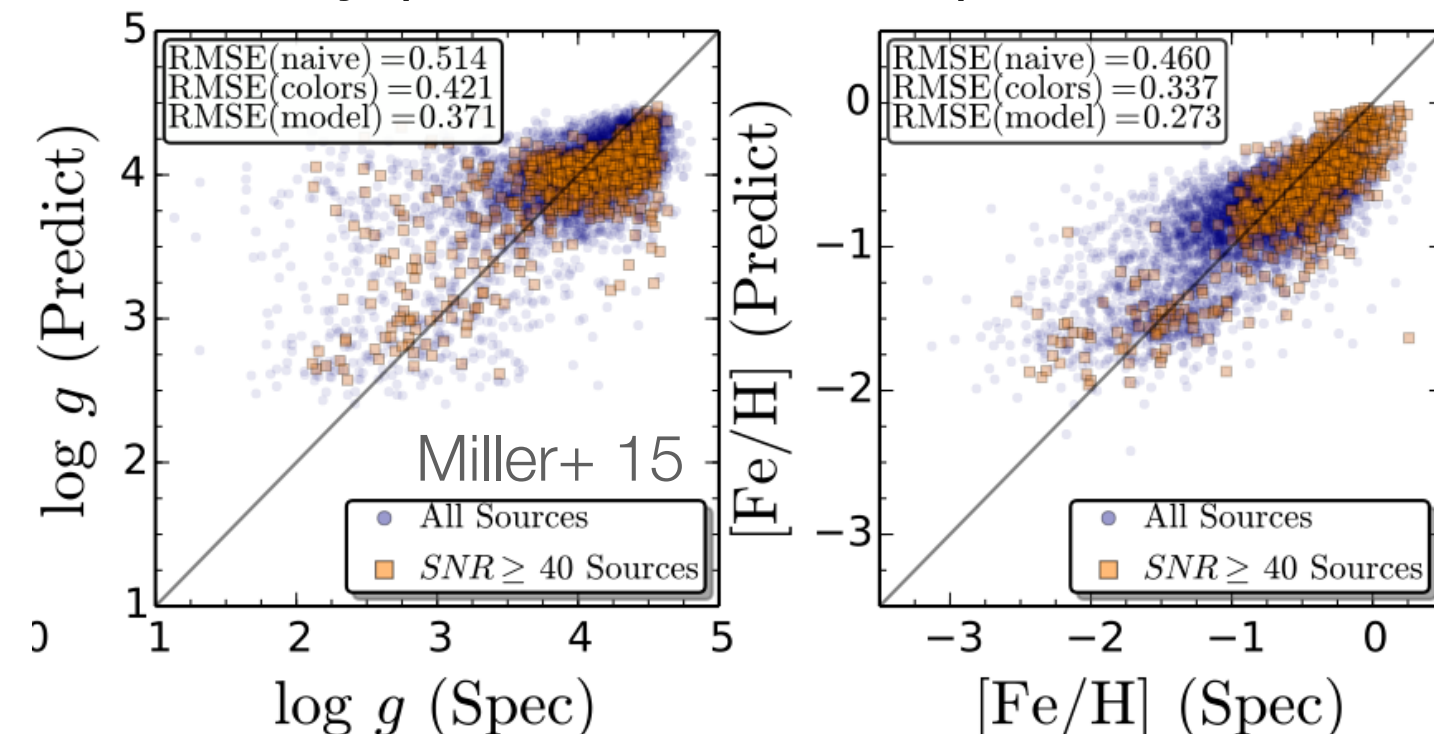 RMSE(naive) =0.514
RMSE(colors) =0.421
RMSE(model) =0.371
5
4
3
2
1
log g (Predict)
Miller+ 15
All Sources
SNR ≥ 40 Sources
1 2 3 4 5
log g (Spec)
RMSE(naive) =0.460
RMSE(colors) =0.337
RMSE(model) =0.273
0
−1
−2
−3
[Fe/H] (Predict)
All Sources
SNR ≥ 40 Sources
−3 −2 −1 0
[Fe/H] (Spec)